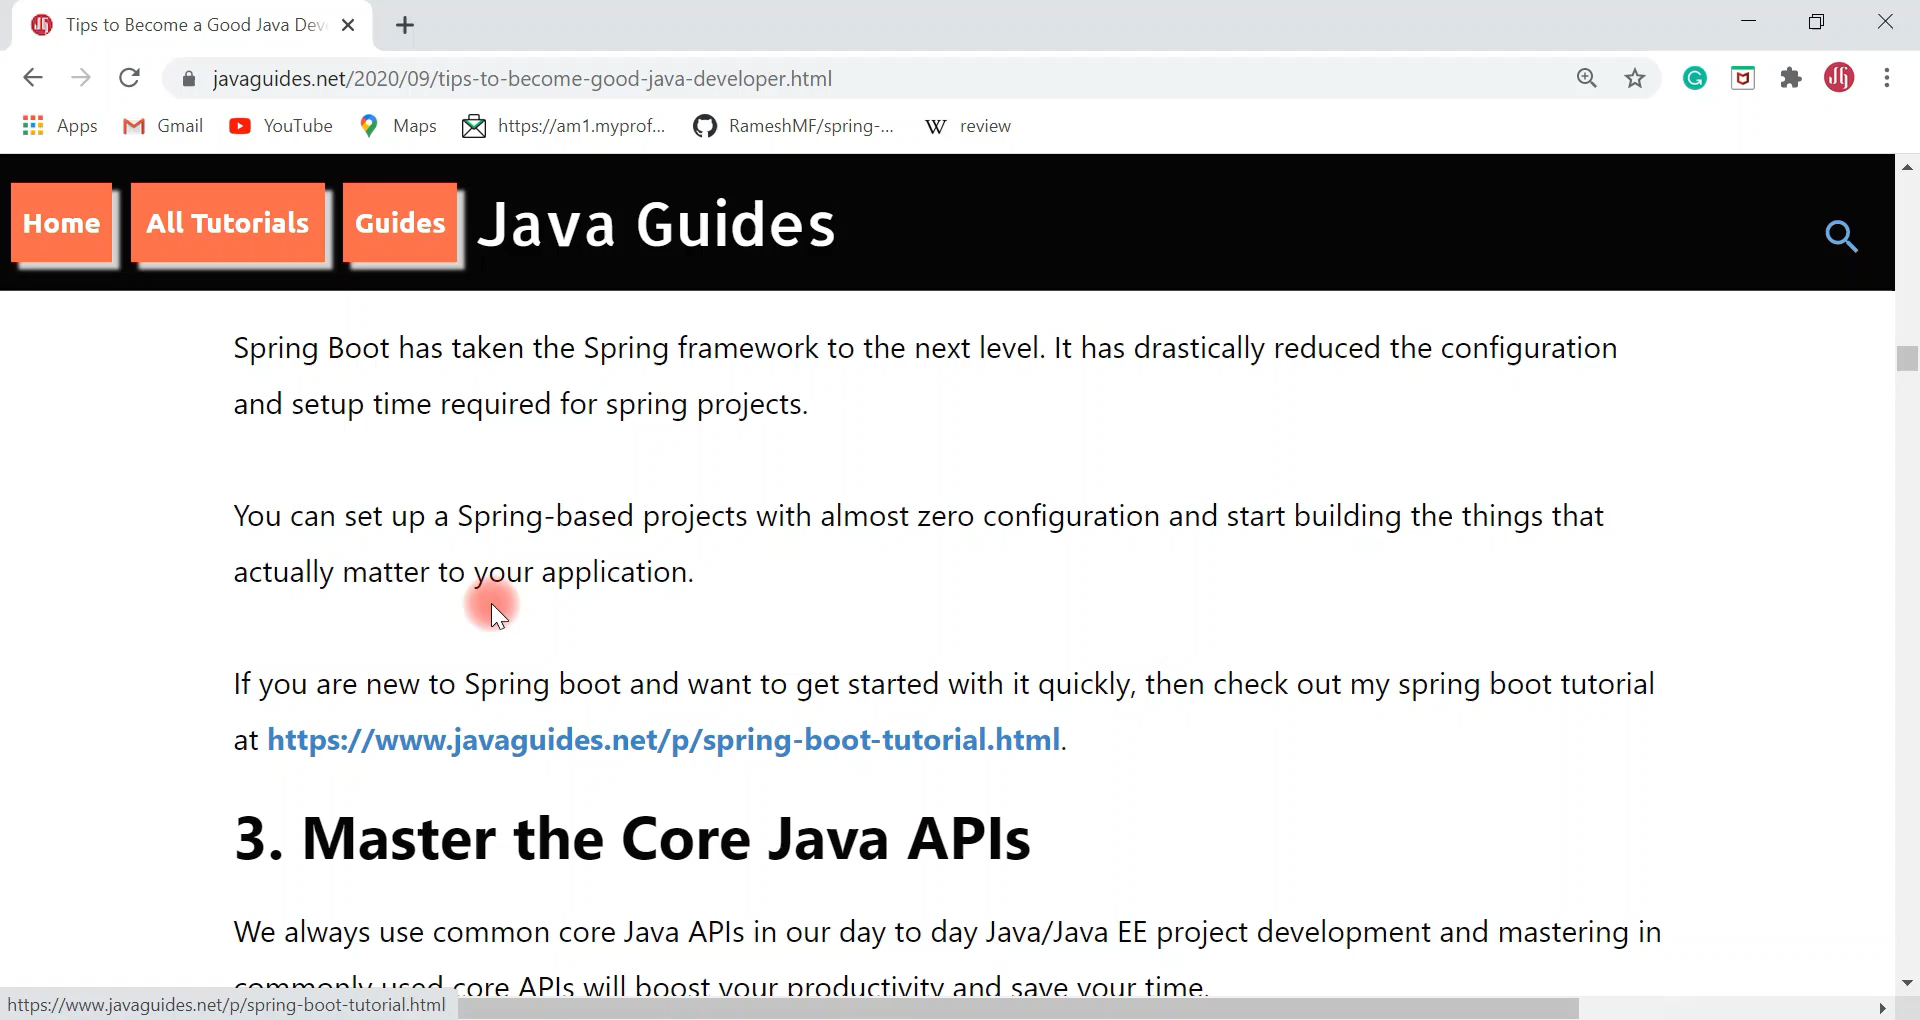 Tips to Become a Good Java Dev
javaguides.net/2020/09/tips-to-become-good-java-developer.html
Apps Gmail YouTube Maps https://am1.myprof... RameshMF/spring-... W review
Home All Tutorials Guides Java Guides
Spring Boot has taken the Spring framework to the next level. It has drastically reduced the configuration
and setup time required for spring projects.
You can set up a Spring-based projects with almost zero configuration and start building the things that
actually matter to your application.
If you are new to Spring boot and want to get started with it quickly, then check out my spring boot tutorial
at https://www.javaguides.net/p/spring-boot-tutorial.html.
3. Master the Core Java APIs
We always use common core Java APIs in our day to day Java/Java EE project development and mastering in
commonly used core APIs will boost your productivity and save your time.
https://www.javaguides.net/p/spring-boot-tutorial.html